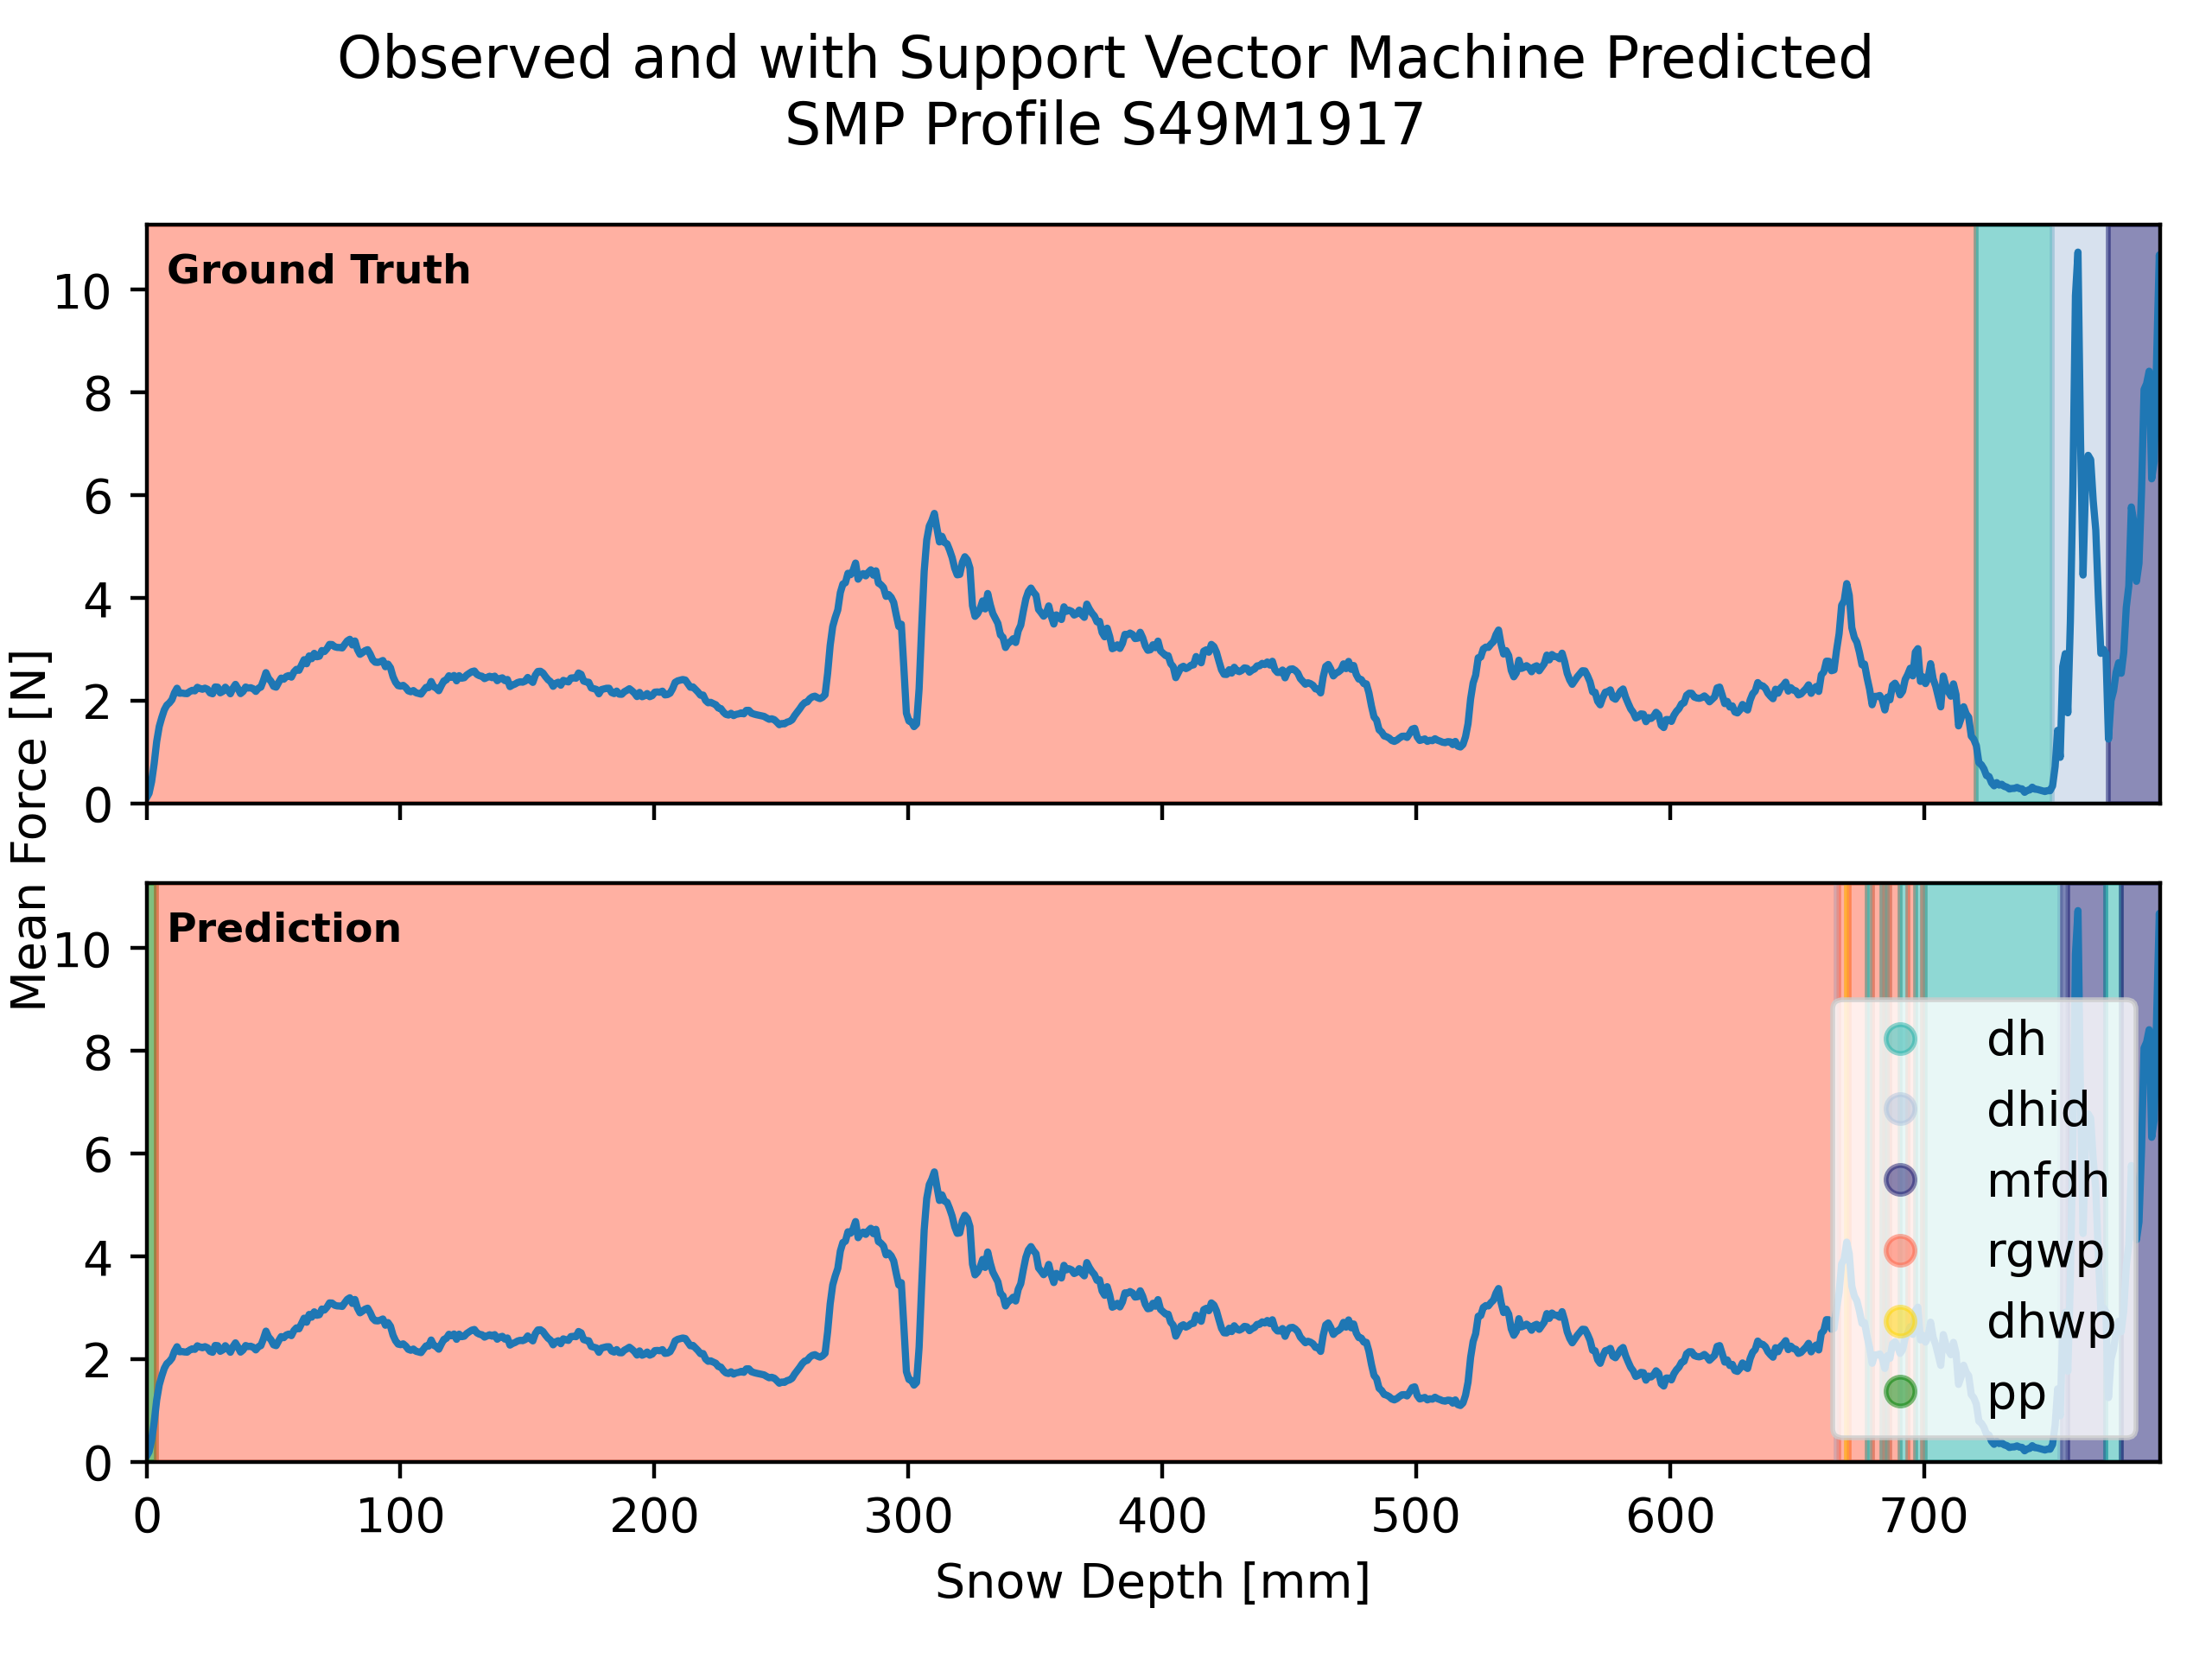 Observed and with Support Vector Machine Predicted
SMP Profile S49M1917
Mean Force [N]
Ground Truth
10
8
6
4
2
0
Prediction
10
8
6
4
2
0
dh
dhid
mfdh
rgwp
dhwp
pp
0 100 200 300 400 500 600 700
Snow Depth [mm]